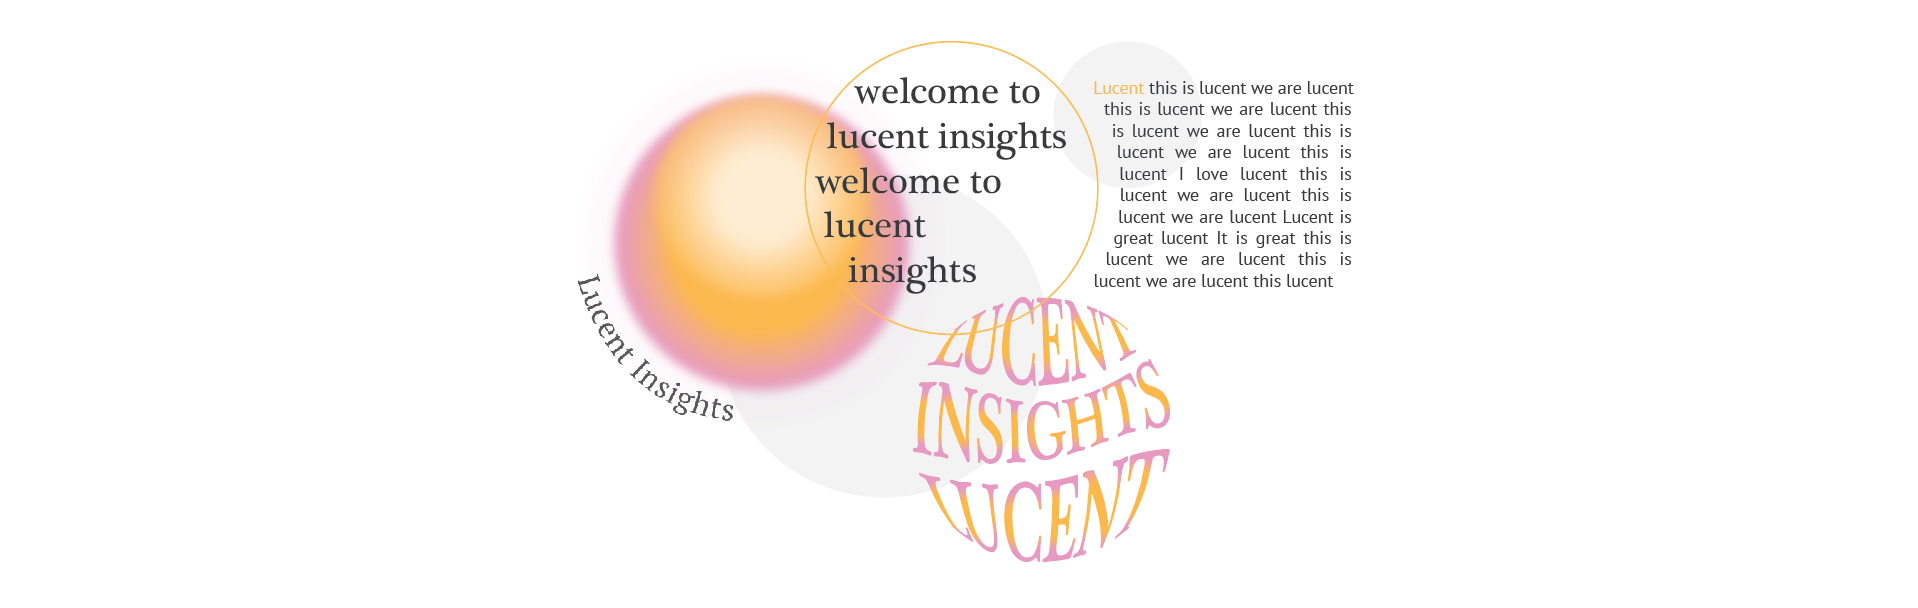 welcome to
lucent insights
welcome to
lucent
insights
Lucent this is lucent we are lucent
this is lucent we are lucent this
is lucent we are lucent this is
lucent we are lucent this is
lucent I love lucent this is
lucent we are lucent this is
lucent we are lucent Lucent is
great lucent It is great this is
lucent we are lucent this is
lucent we are lucent this lucent
Lucent Insights
LUCENT
INSIGHTS
LUCENT